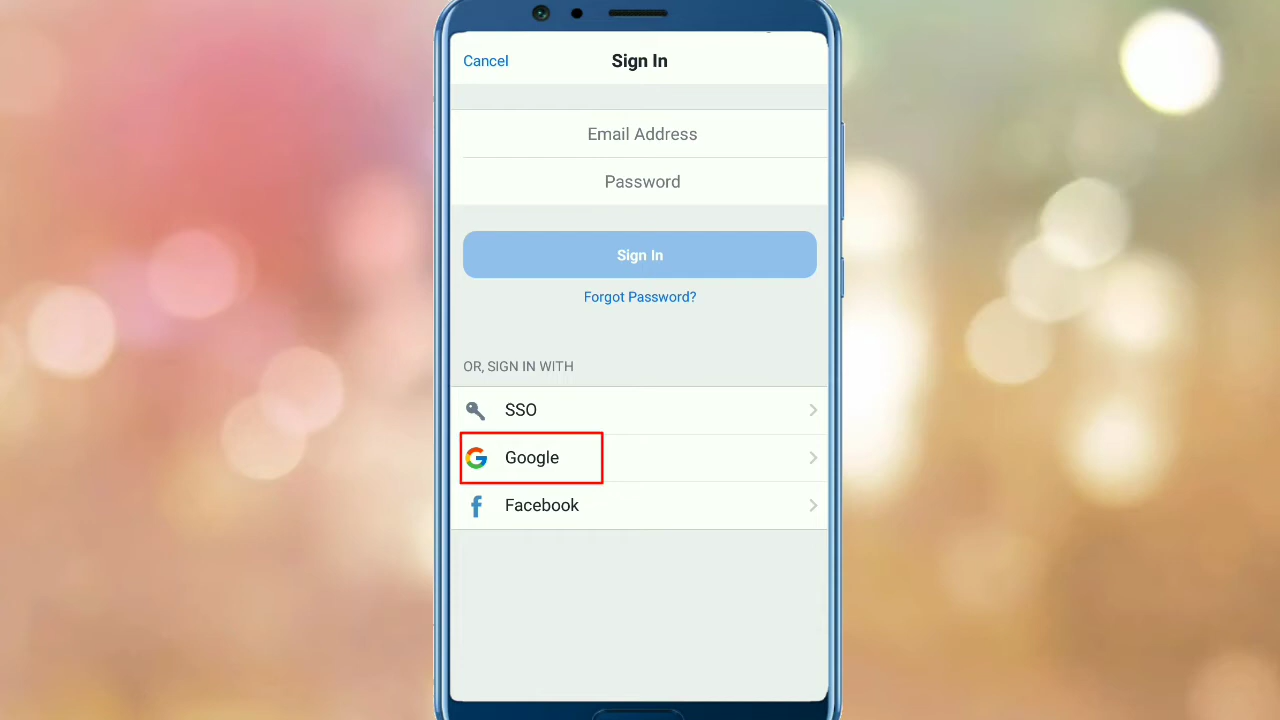 Cancel
Sign In
Email Address
Password
Sign In
Forgot Password?
OR, SIGN IN WITH
SSO
Google
Facebook